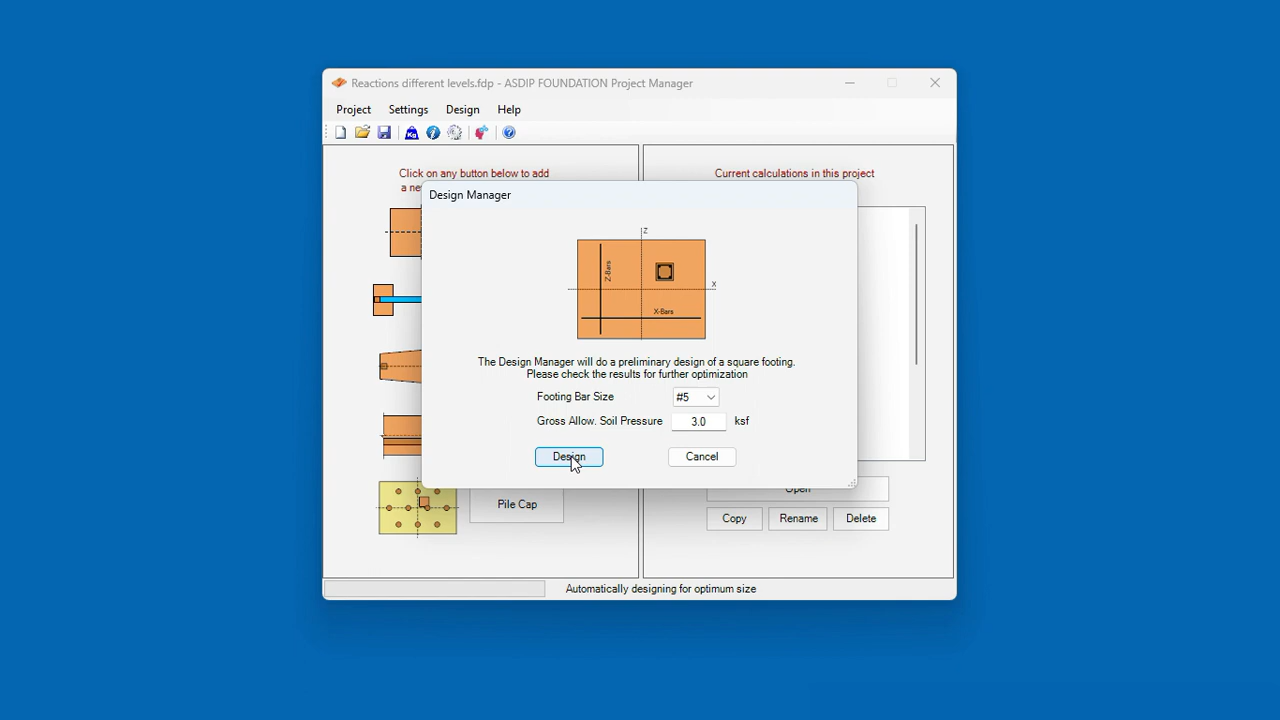 Reactions different levels.fdp - ASDIP FOUNDATION Project Manager
Project Settings Design Help
Click on any button below to add
a ne
Current calculations in this project
Design Manager
Z
Z-Bars
X
X-Bars
The Design Manager will do a preliminary design of a square footing.
Please check the results for further optimization
Footing Bar Size #5
Gross Allow. Soil Pressure 3.0 ksf
Design Cancel
Open
Pile Cap
Copy Rename Delete
Automatically designing for optimum size